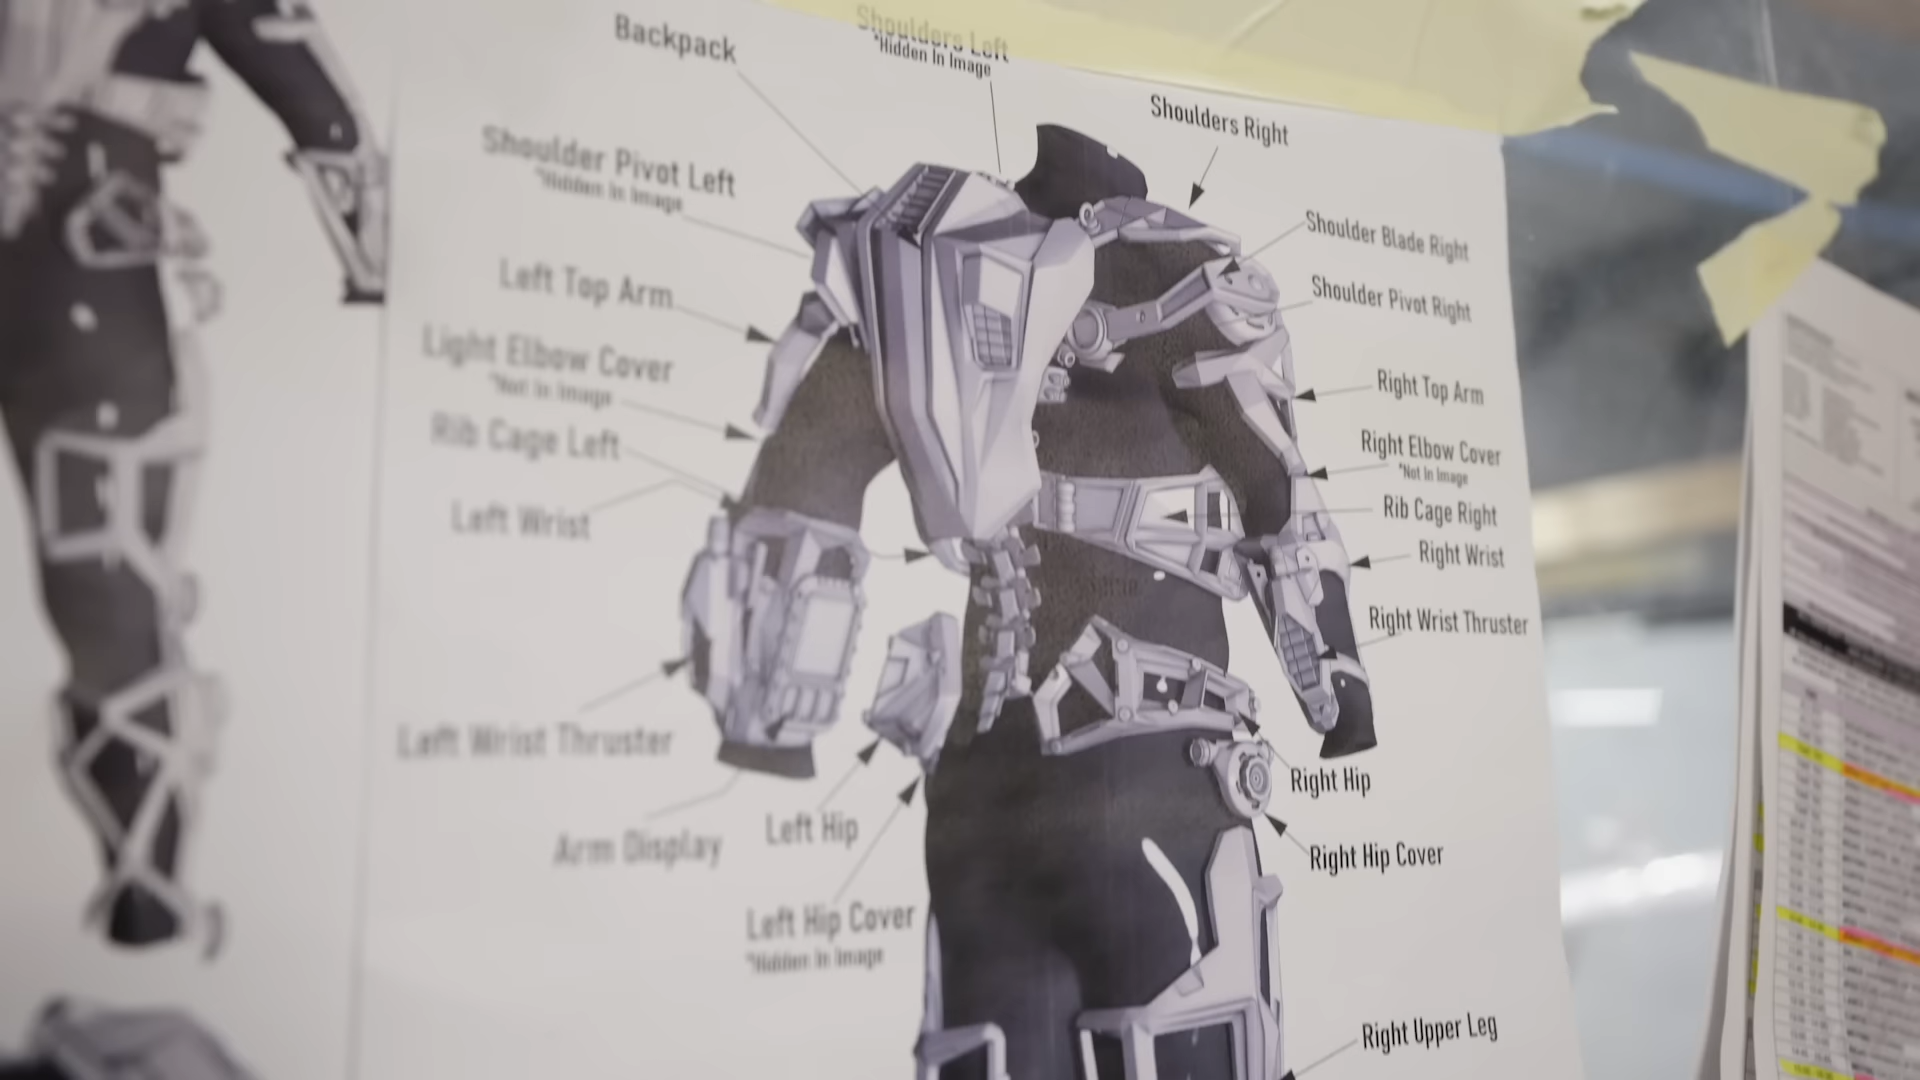 Backpack
Shoulders Left
*Hidden In Image
Shoulders Right
Shoulder Pivot Left
*Hidden In Image
Shoulder Blade Right
Left Top Arm
Shoulder Pivot Right
Light Elbow Cover
*Not In Image
Right Top Arm
Rib Cage Left
Right Elbow Cover
*Not In Image
Left Wrist
Rib Cage Right
Right Wrist
Spine
Right Wrist Thruster
Left Wrist Thruster
Right Hip
Arm Display
Left Hip
Right Hip Cover
Left Hip Cover
*Hidden In Image
Right Upper Leg